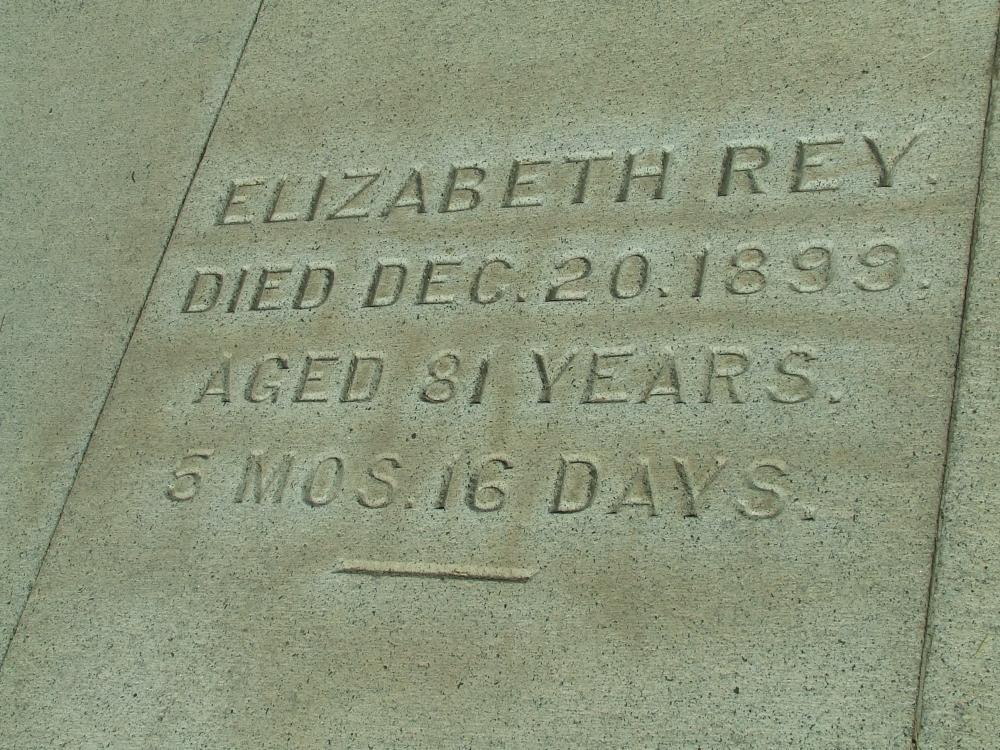 ELIZABETH REY.
DIED DEC. 20. 1899.
AGED 81 YEARS.
5 MOS. 16 DAYS.